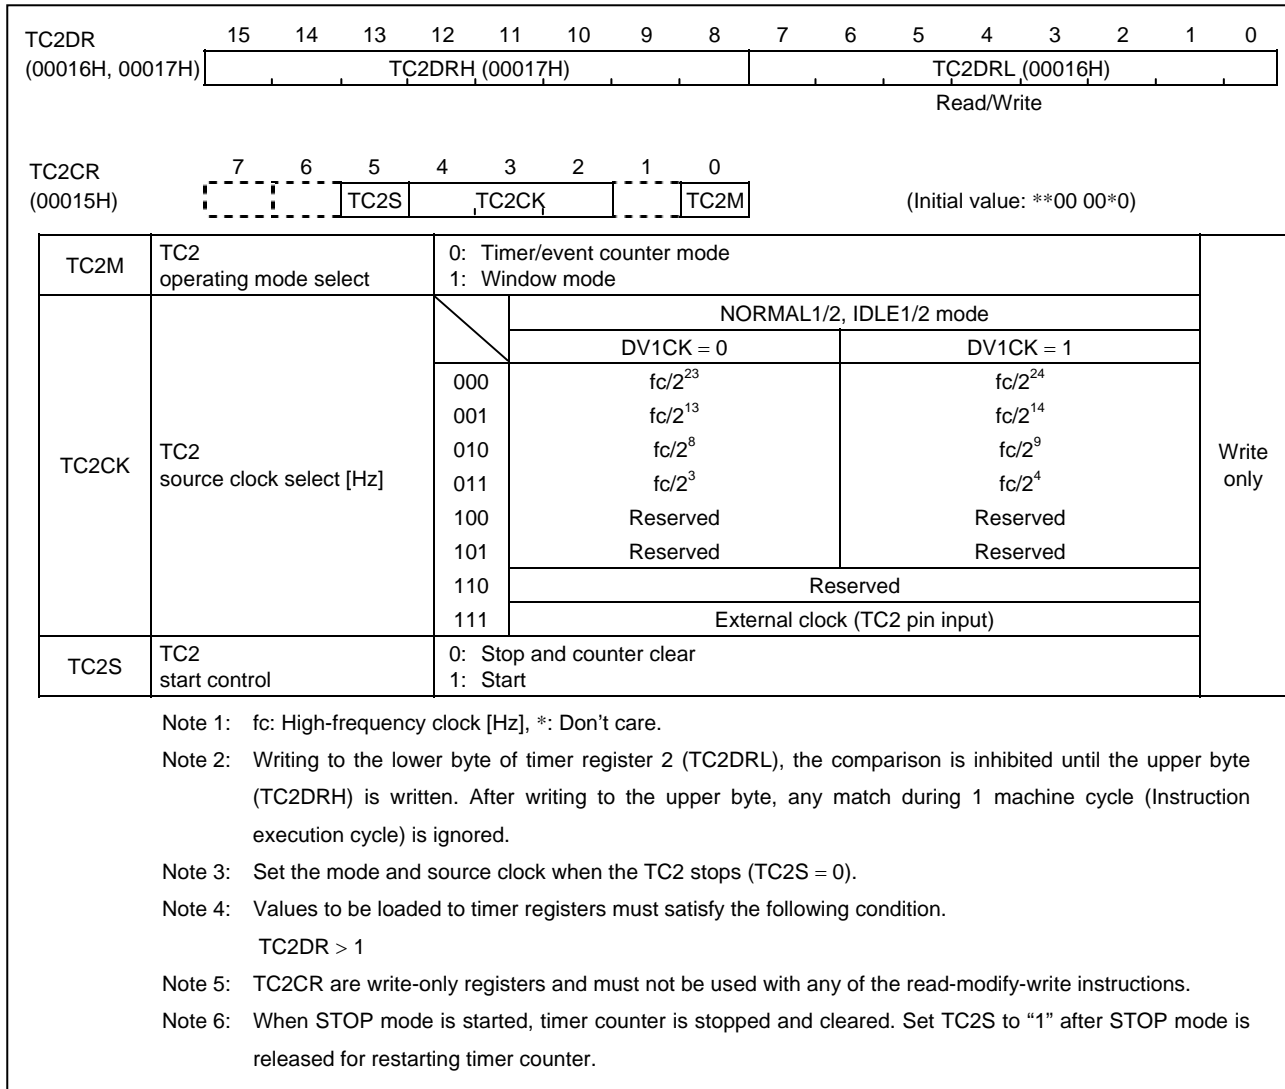 TC2DR 15 14 13 12 11 10 9 8 7 6 5 4 3 2 1 0
(00016H, 00017H) TC2DRH (00017H) TC2DRL (00016H)
Read/Write
TC2CR 7 6 5 4 3 2 1 0
(00015H) TC2S TC2CK TC2M (Initial value: **00 00*0)
TC2M TC2 operating mode select 0: Timer/event counter mode
1: Window mode
NORMAL1/2, IDLE1/2 mode
DV1CK = 0 DV1CK = 1
000 fc/2^23 fc/2^24
001 fc/2^13 fc/2^14
010 fc/2^8 fc/2^9
TC2CK TC2 source clock select [Hz] Write only
011 fc/2^3 fc/2^4
100 Reserved Reserved
101 Reserved Reserved
110 Reserved
111 External clock (TC2 pin input)
TC2S TC2 start control 0: Stop and counter clear
1: Start
Note 1: fc: High-frequency clock [Hz], *: Don’t care.
Note 2: Writing to the lower byte of timer register 2 (TC2DRL), the comparison is inhibited until the upper byte
(TC2DRH) is written. After writing to the upper byte, any match during 1 machine cycle (Instruction
execution cycle) is ignored.
Note 3: Set the mode and source clock when the TC2 stops (TC2S = 0).
Note 4: Values to be loaded to timer registers must satisfy the following condition.
TC2DR > 1
Note 5: TC2CR are write-only registers and must not be used with any of the read-modify-write instructions.
Note 6: When STOP mode is started, timer counter is stopped and cleared. Set TC2S to “1” after STOP mode is
released for restarting timer counter.